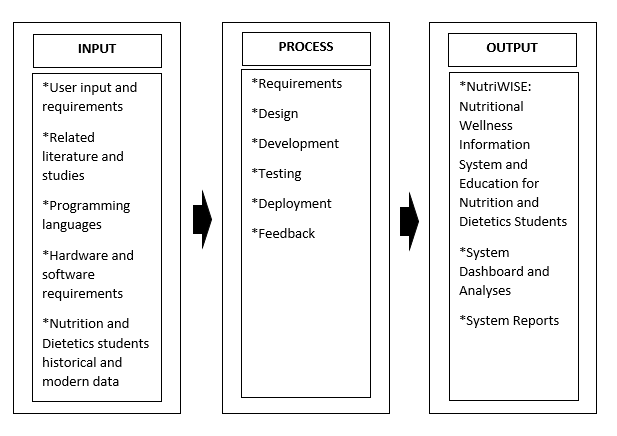 INPUT
*User input and
requirements
*Related
literature and
studies
*Programming
languages
*Hardware and
software
requirements
*Nutrition and
Dietetics students
historical and
modern data
PROCESS
*Requirements
*Design
*Development
*Testing
*Deployment
*Feedback
OUTPUT
*NutriWISE:
Nutritional
Wellness
Information
System and
Education for
Nutrition and
Dietetics Students
*System
Dashboard and
Analyses
*System Reports